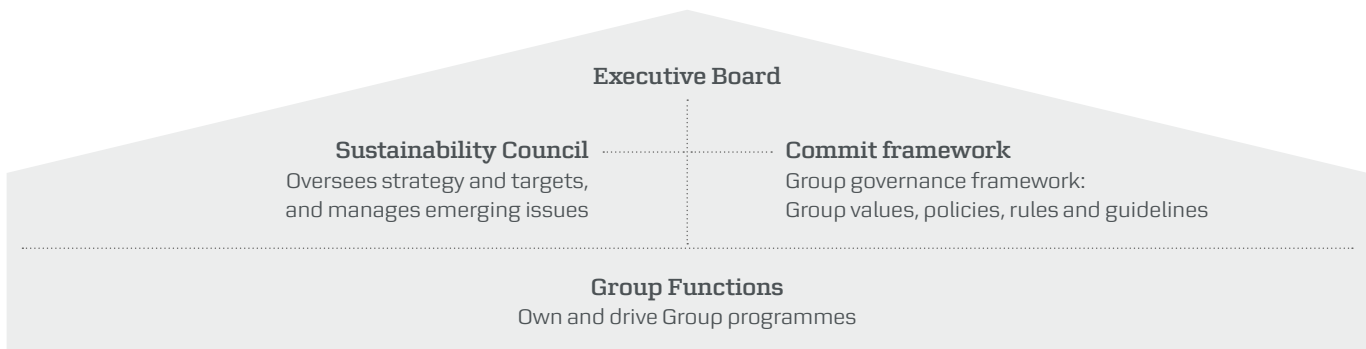 Executive Board
Sustainability Council
Oversees strategy and targets,
and manages emerging issues
Commit framework
Group governance framework:
Group values, policies, rules and guidelines
Group Functions
Own and drive Group programmes